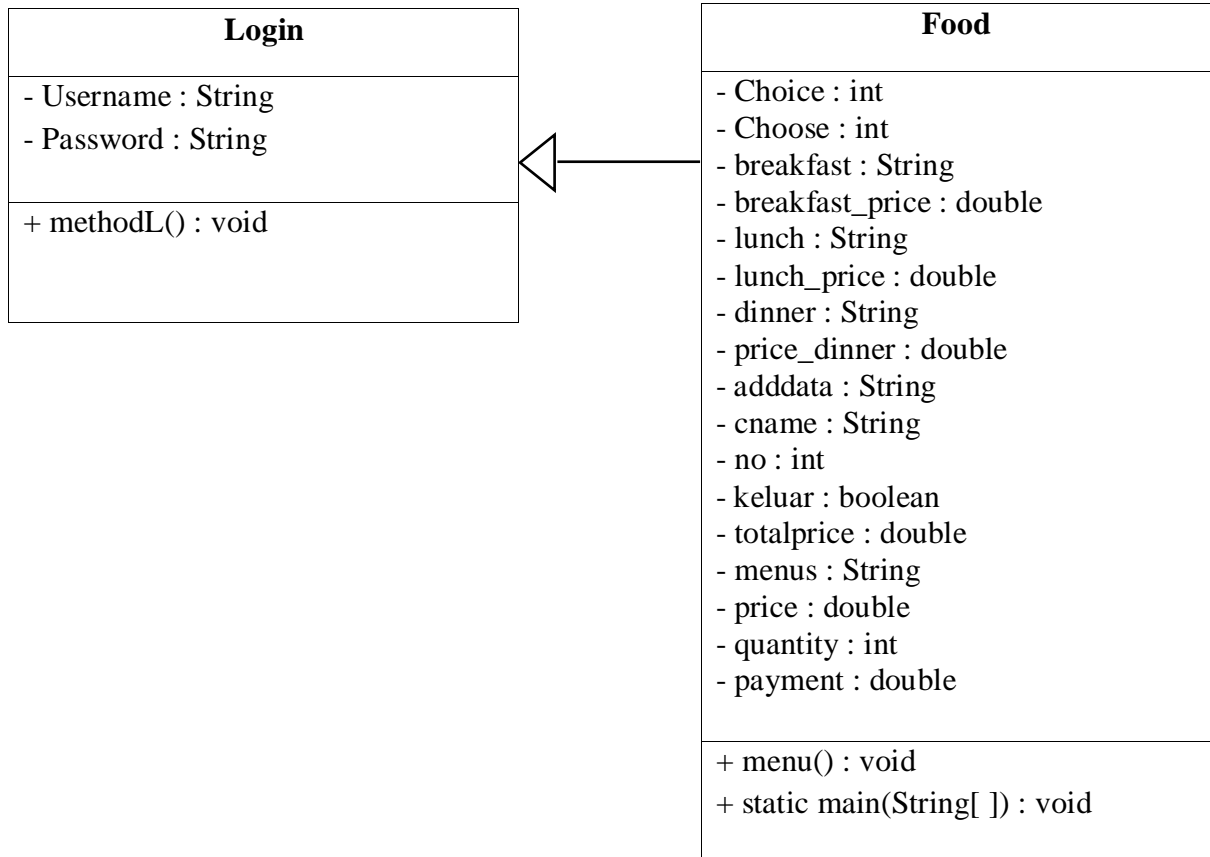 Login
- Username : String
- Password : String
+ methodL() : void
Food
- Choice : int
- Choose : int
- breakfast : String
- breakfast_price : double
- lunch : String
- lunch_price : double
- dinner : String
- price_dinner : double
- adddata : String
- cname : String
- no : int
- keluar : boolean
- totalprice : double
- menus : String
- price : double
- quantity : int
- payment : double
+ menu() : void
+ static main(String[ ]) : void